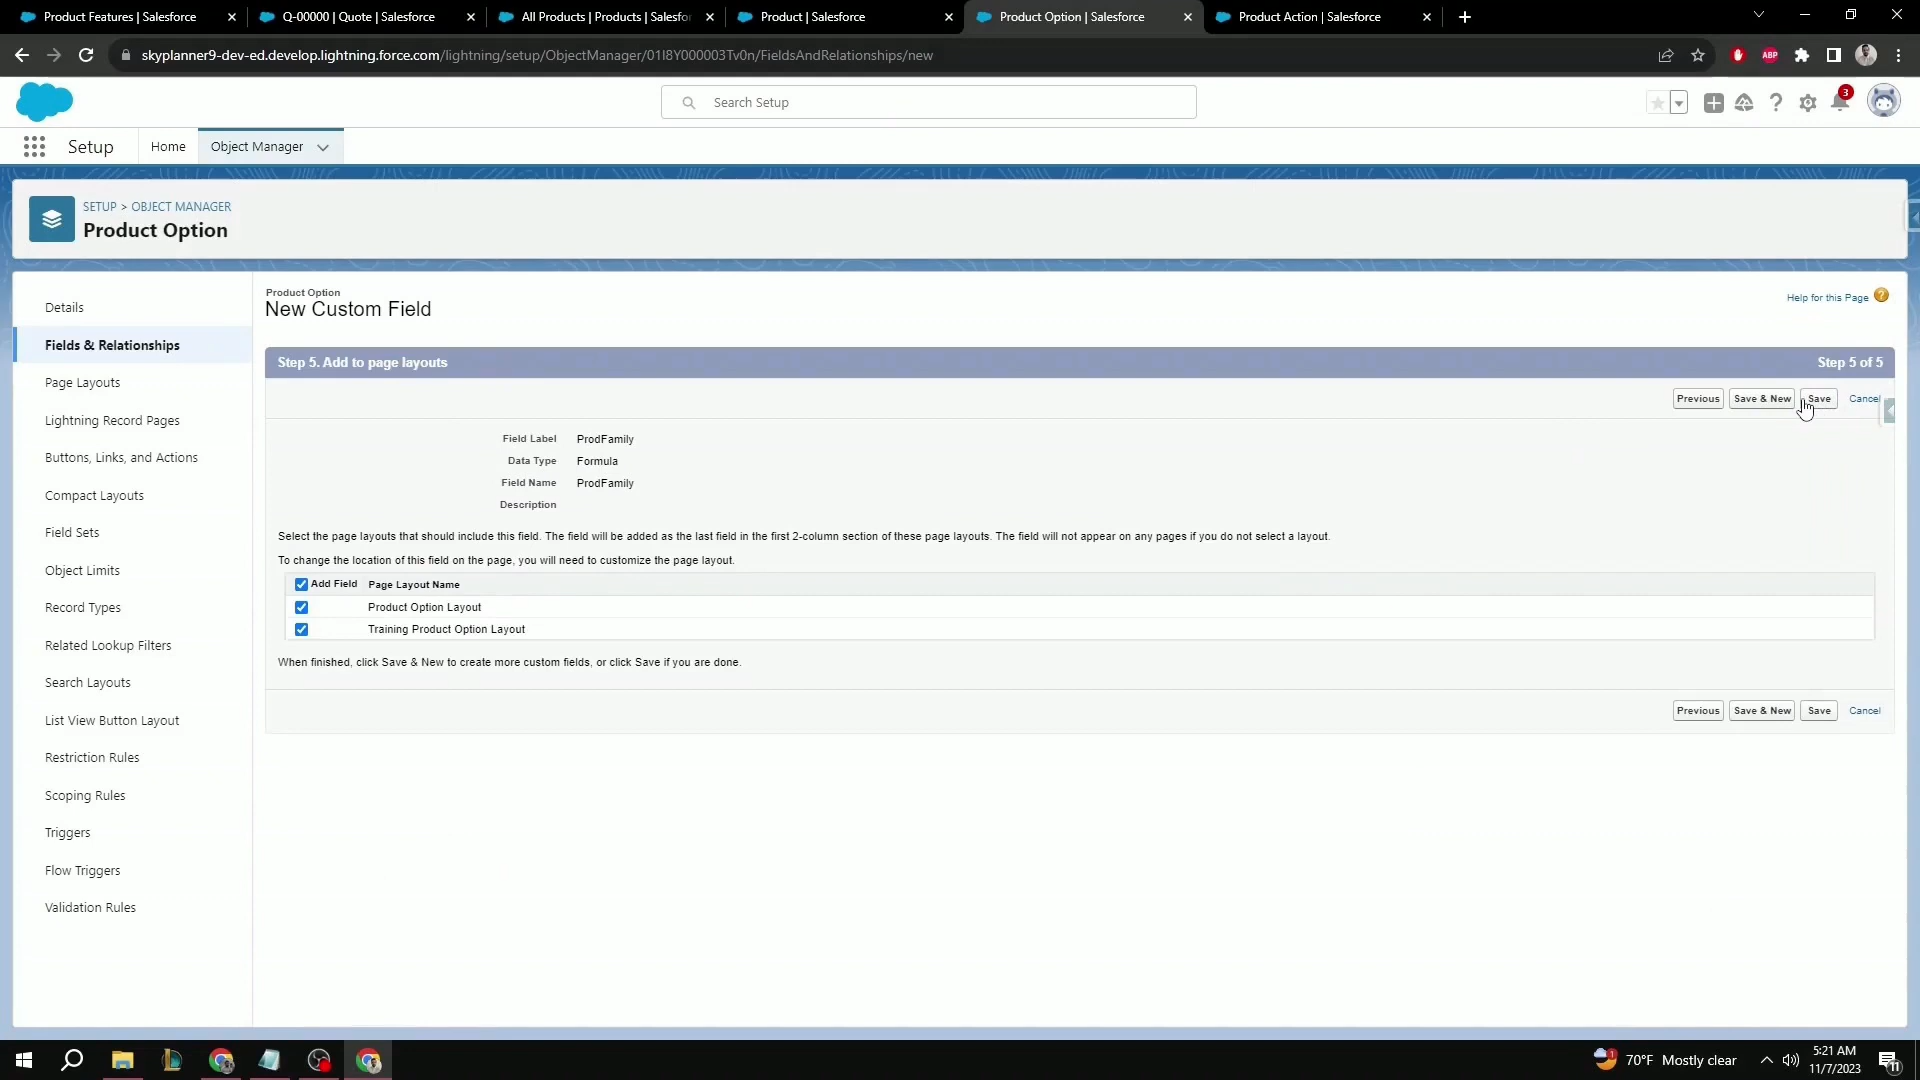 Product Features | Salesforce
Q-00000 | Quote | Salesforce
All Products | Products | Salesfo
Product | Salesforce
Product Option | Salesforce
Product Action | Salesforce
skyplanner9-dev-ed.develop.lightning.force.com/lightning/setup/ObjectManager/01I8Y000003Tv0n/FieldsAndRelationships/new
ABP
Search Setup
3
Setup
Home
Object Manager
SETUP > OBJECT MANAGER
Product Option
Details
Fields & Relationships
Page Layouts
Lightning Record Pages
Buttons, Links, and Actions
Compact Layouts
Field Sets
Object Limits
Record Types
Related Lookup Filters
Search Layouts
List View Button Layout
Restriction Rules
Scoping Rules
Triggers
Flow Triggers
Validation Rules
Product Option
New Custom Field
Help for this Page
Step 5. Add to page layouts
Step 5 of 5
Previous Save & New Save Cancel
Field Label ProdFamily
Data Type Formula
Field Name ProdFamily
Description
Select the page layouts that should include this field. The field will be added as the last field in the first 2-column section of these page layouts. The field will not appear on any pages if you do not select a layout.
To change the location of this field on the page, you will need to customize the page layout.
Add Field Page Layout Name
Product Option Layout
Training Product Option Layout
When finished, click Save & New to create more custom fields, or click Save if you are done.
Previous Save & New Save Cancel
1
70°F Mostly clear
5:21 AM
11/7/2023
11